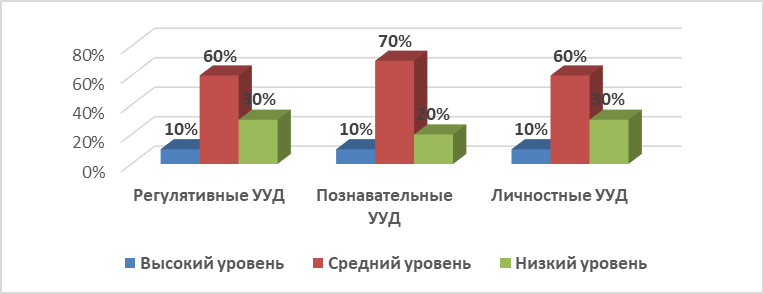 80%
60%
40%
20%
0%
60%
70%
60%
30%
20%
30%
10%
10%
10%
Регулятивные УУД
Познавательные
УУД
Личностные УУД
Высокий уровень
Средний уровень
Низкий уровень